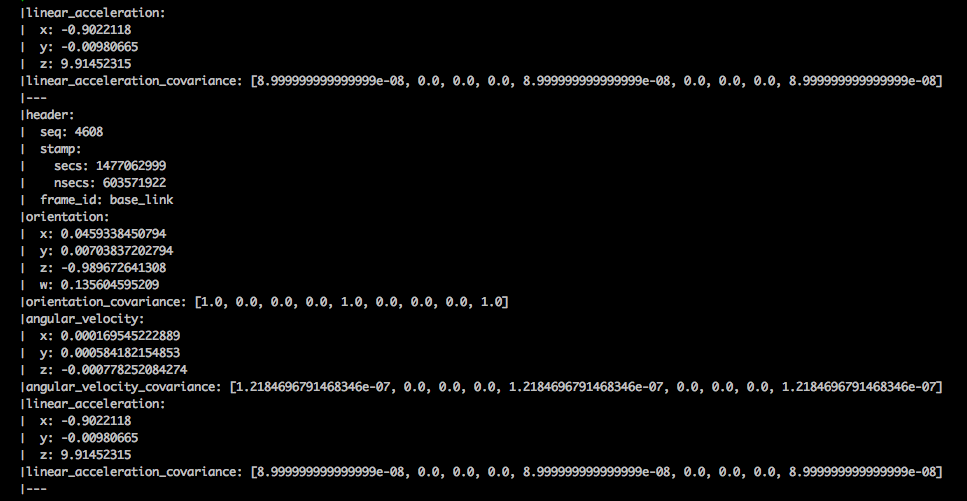 |linear_acceleration:
|  x: -0.9022118
|  y: -0.00980665
|  z: 9.91452315
|linear_acceleration_covariance: [8.999999999999999e-08, 0.0, 0.0, 0.0, 8.999999999999999e-08, 0.0, 0.0, 0.0, 8.999999999999999e-08]
|---
|header:
|  seq: 4608
|  stamp:
|    secs: 1477062999
|    nsecs: 603571922
|  frame_id: base_link
|orientation:
|  x: 0.0459338450794
|  y: 0.00703837202794
|  z: -0.989672641308
|  w: 0.135604595209
|orientation_covariance: [1.0, 0.0, 0.0, 0.0, 1.0, 0.0, 0.0, 0.0, 1.0]
|angular_velocity:
|  x: 0.000169545222889
|  y: 0.000584182154853
|  z: -0.000778252084274
|angular_velocity_covariance: [1.2184696791468346e-07, 0.0, 0.0, 0.0, 1.2184696791468346e-07, 0.0, 0.0, 0.0, 1.2184696791468346e-07]
|linear_acceleration:
|  x: -0.9022118
|  y: -0.00980665
|  z: 9.91452315
|linear_acceleration_covariance: [8.999999999999999e-08, 0.0, 0.0, 0.0, 8.999999999999999e-08, 0.0, 0.0, 0.0, 8.999999999999999e-08]
|---